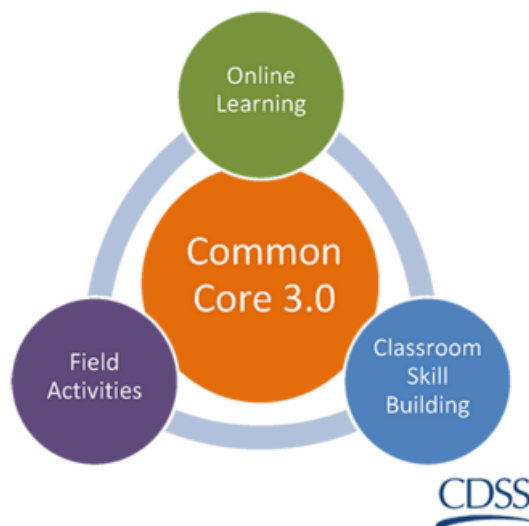 Online
Learning
Common
Core 3.0
Field
Activities
Classroom
Skill
Building
CDSS